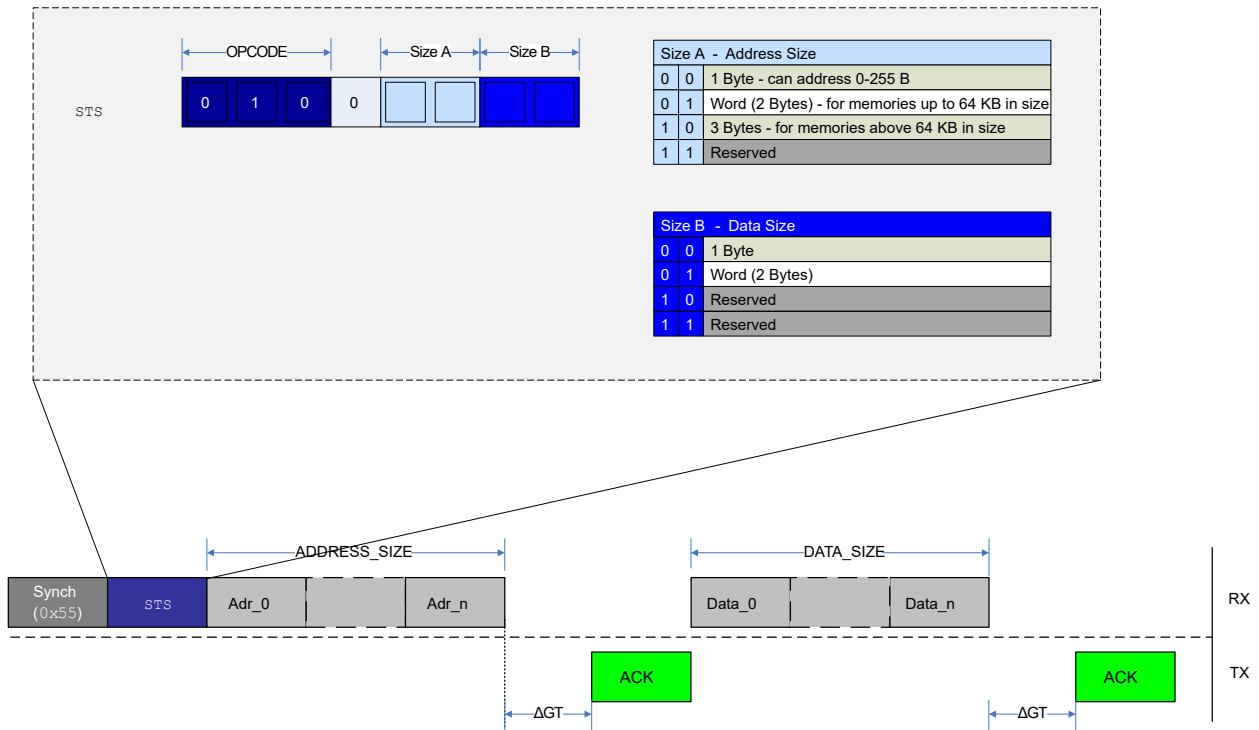 OPCODE Size A Size B
STS 0 1 0 0
Size A - Address Size
0 0 1 Byte - can address 0-255 B
0 1 Word (2 Bytes) - for memories up to 64 KB in size
1 0 3 Bytes - for memories above 64 KB in size
1 1 Reserved
Size B - Data Size
0 0 1 Byte
0 1 Word (2 Bytes)
1 0 Reserved
1 1 Reserved
ADDRESS_SIZE DATA_SIZE
Synch
(0x55) STS Adr_0 Adr_n Data_0 Data_n RX
ACK ACK TX
ΔGT ΔGT